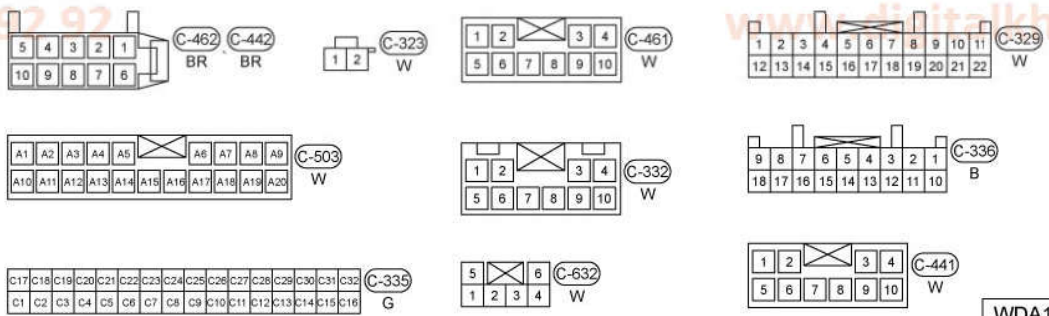 92 92
www.digitalkh
5 4 3 2 1
10 9 8 7 6
C-462 C-442
BR BR
1 2
C-323
W
1 2 3 4
5 6 7 8 9 10
C-461
W
1 2 3 4 5 6 7 8 9 10 11
12 13 14 15 16 17 18 19 20 21 22
C-329
W
A1 A2 A3 A4 A5 A6 A7 A8 A9
A10 A11 A12 A13 A14 A15 A16 A17 A18 A19 A20
C-503
W
1 2 3 4
5 6 7 8 9 10
C-332
W
9 8 7 6 5 4 3 2 1
18 17 16 15 14 13 12 11 10
C-336
B
C17 C18 C19 C20 C21 C22 C23 C24 C25 C26 C27 C28 C29 C30 C31 C32
C1 C2 C3 C4 C5 C6 C7 C8 C9 C10 C11 C12 C13 C14 C15 C16
C-335
G
5 6
1 2 3 4
C-632
W
1 2 3 4
5 6 7 8 9 10
C-441
W
WDA1